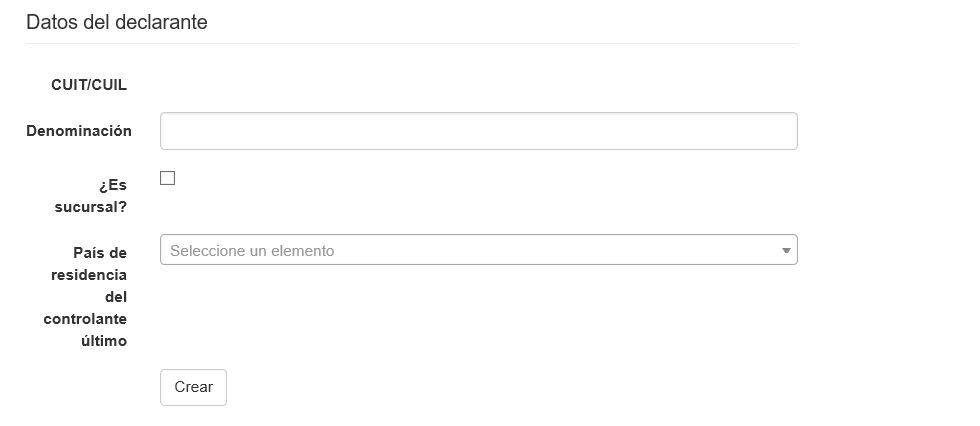 Datos del declarante
CUIT/CUIL
Denominación
¿Es
sucursal?
País de
residencia
del
controlante
último
Seleccione un elemento
Crear